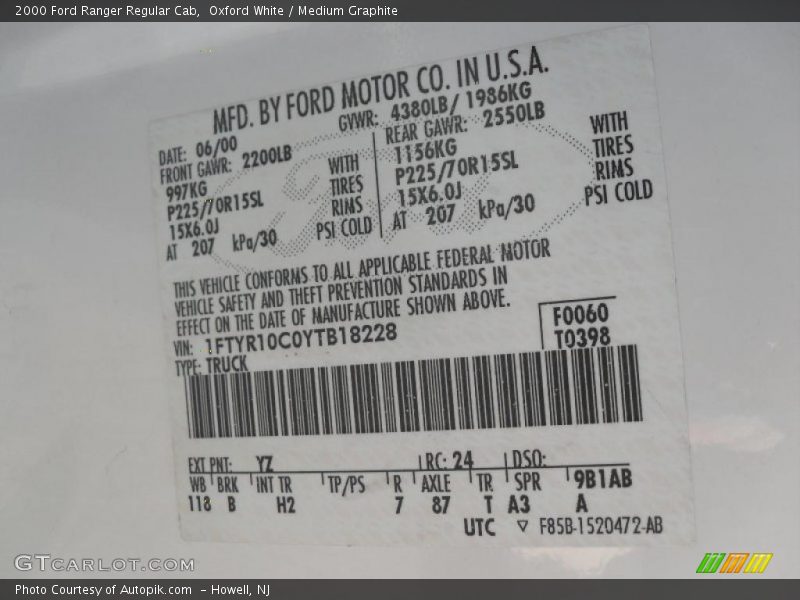 2000 Ford Ranger Regular Cab,  Oxford White / Medium Graphite
MFD. BY FORD MOTOR CO. IN U.S.A.
DATE: 06/00 GVWR: 4380LB/ 1986KG
FRONT GAWR: 2200LB REAR GAWR: 2550LB
997KG WITH 1156KG WITH
P225/70R15SL TIRES P225/70R15SL TIRES
15X6.0J RIMS 15X6.0J RIMS
AT 207 kPa/30 PSI COLD AT 207 kPa/30 PSI COLD
THIS VEHICLE CONFORMS TO ALL APPLICABLE FEDERAL MOTOR
VEHICLE SAFETY AND THEFT PREVENTION STANDARDS IN
EFFECT ON THE DATE OF MANUFACTURE SHOWN ABOVE.
VIN: 1FTYR10C0YTB18228 F0060
TYPE: TRUCK T0398
EXT PNT: YZ RC: 24 DSO:
WB BRK INT TR TP/PS R AXLE TR SPR 9B1AB
118 B H2 7 87 T A3 A
UTC ▽ F85B-1520472-AB
GTCARLOT.COM
Photo Courtesy of Autopik.com  - Howell, NJ